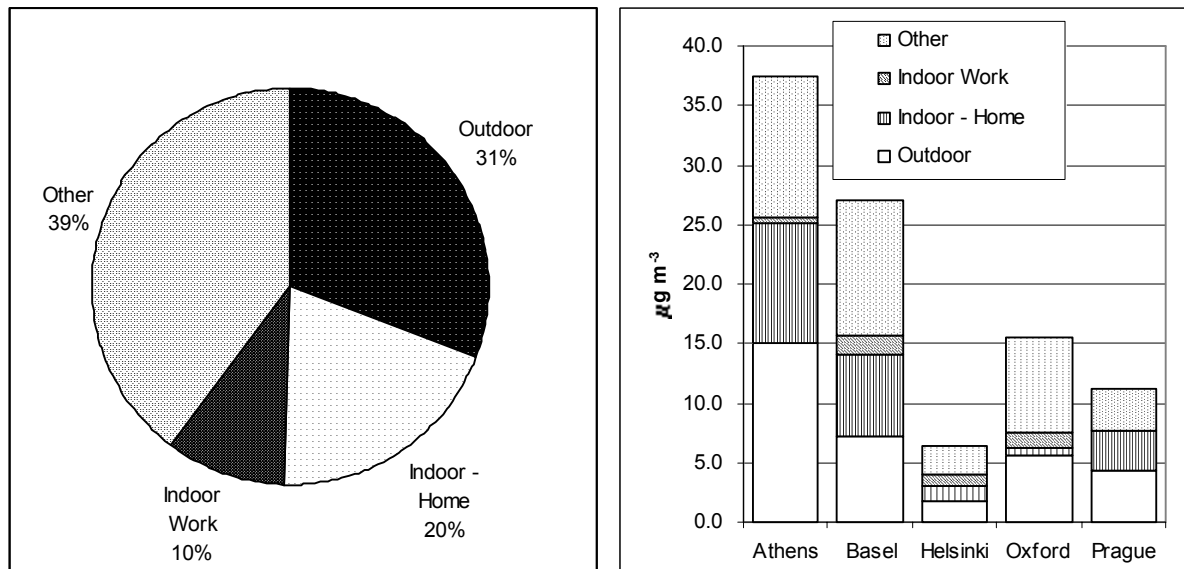 Outdoor
31%
Other
39%
Indoor -
Home
20%
Indoor
Work
10%
40.0
35.0
30.0
25.0
20.0
15.0
10.0
5.0
0.0
µg m⁻³
Other
Indoor Work
Indoor - Home
Outdoor
Athens Basel Helsinki Oxford Prague